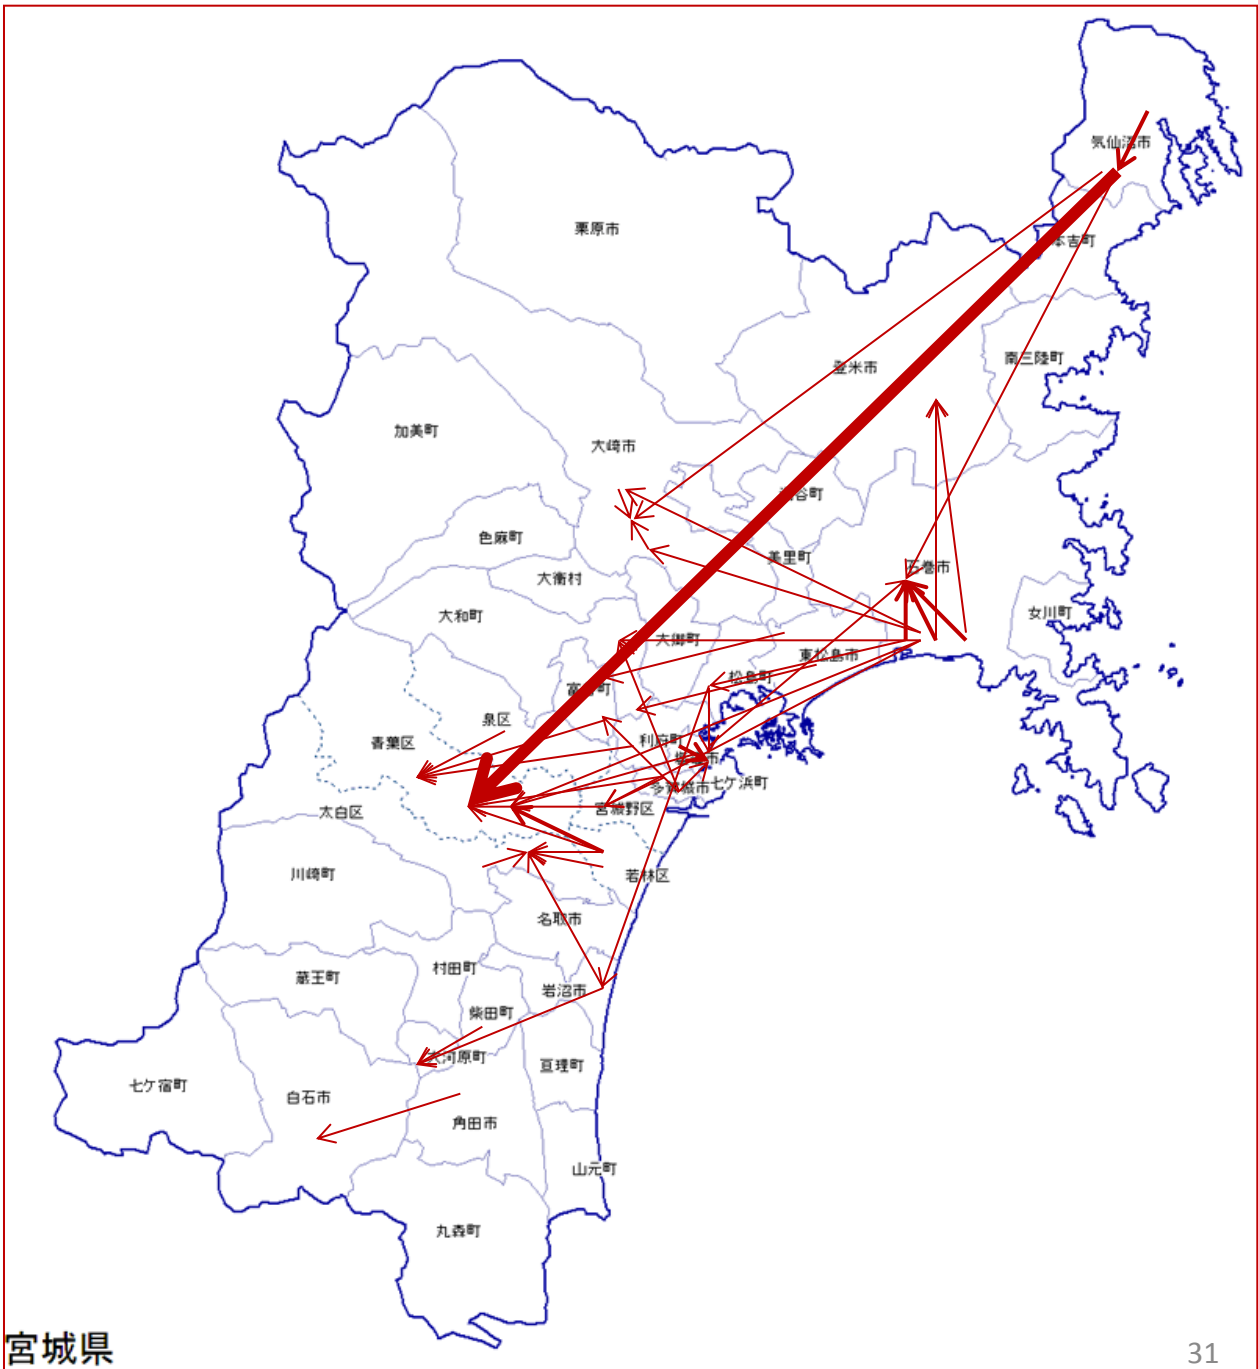 気仙沼市
栗原市
本吉町
南三陸町
登米市
加美町
大崎市
涌谷町
色麻町
美里町
石巻市
大衡村
大和町
女川町
大郷町
東松島市
松島町
富谷町
泉区
青葉区
利府町
塩竈市
多賀城市
七ケ浜町
宮城野区
太白区
川崎町
若林区
名取市
村田町
蔵王町
岩沼市
柴田町
大河原町
亘理町
七ケ宿町
白石市
角田市
山元町
丸森町
宮城県
31